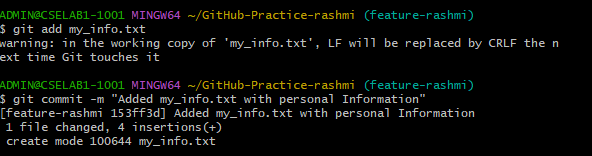 ADMIN@CSELAB1-1001 MINGW64 ~/GitHub-Practice-rashmi (feature-rashmi)
$ git add my_info.txt
warning: in the working copy of 'my_info.txt', LF will be replaced by CRLF the n
ext time Git touches it
ADMIN@CSELAB1-1001 MINGW64 ~/GitHub-Practice-rashmi (feature-rashmi)
$ git commit -m "Added my_info.txt with personal Information"
[feature-rashmi 153ff3d] Added my_info.txt with personal Information
 1 file changed, 4 insertions(+)
 create mode 100644 my_info.txt